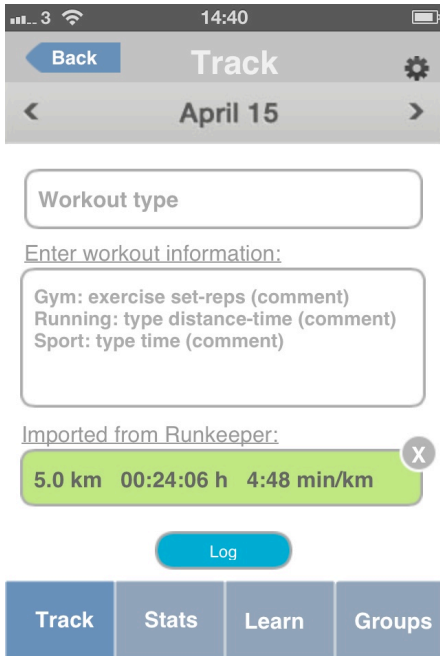 3 14:40
Back
Track
April 15
Workout type
Enter workout information:
Gym: exercise set-reps (comment)
Running: type distance-time (comment)
Sport: type time (comment)
Imported from Runkeeper:
X
5.0 km 00:24:06 h 4:48 min/km
Log
Track Stats Learn Groups